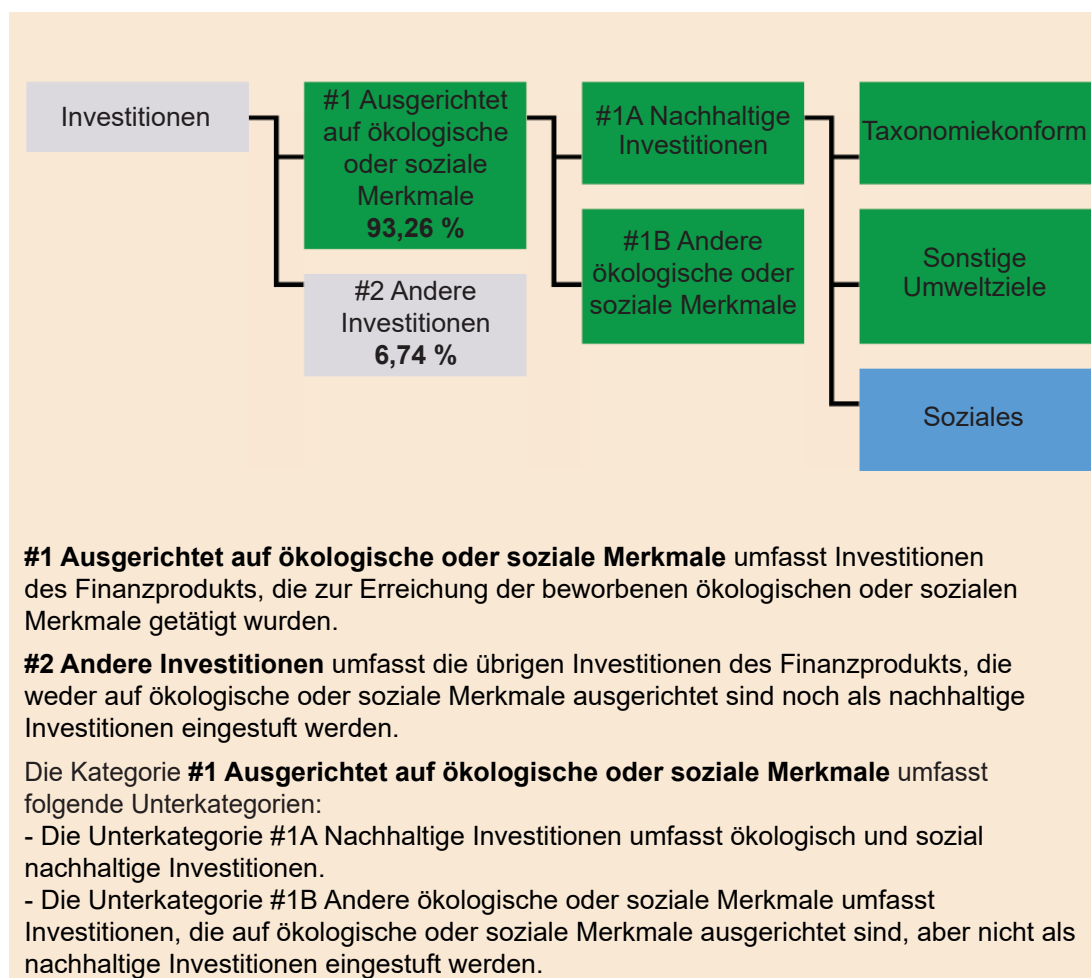 Investitionen
#1 Ausgerichtet
auf ökologische
oder soziale
Merkmale
93,26 %
#2 Andere
Investitionen
6,74 %
#1A Nachhaltige
Investitionen
#1B Andere
ökologische oder
soziale Merkmale
Taxonomiekonform
Sonstige
Umweltziele
Soziales
#1 Ausgerichtet auf ökologische oder soziale Merkmale umfasst Investitionen
des Finanzprodukts, die zur Erreichung der beworbenen ökologischen oder sozialen
Merkmale getätigt wurden.
#2 Andere Investitionen umfasst die übrigen Investitionen des Finanzprodukts, die
weder auf ökologische oder soziale Merkmale ausgerichtet sind noch als nachhaltige
Investitionen eingestuft werden.
Die Kategorie #1 Ausgerichtet auf ökologische oder soziale Merkmale umfasst
folgende Unterkategorien:
- Die Unterkategorie #1A Nachhaltige Investitionen umfasst ökologisch und sozial
nachhaltige Investitionen.
- Die Unterkategorie #1B Andere ökologische oder soziale Merkmale umfasst
Investitionen, die auf ökologische oder soziale Merkmale ausgerichtet sind, aber nicht als
nachhaltige Investitionen eingestuft werden.